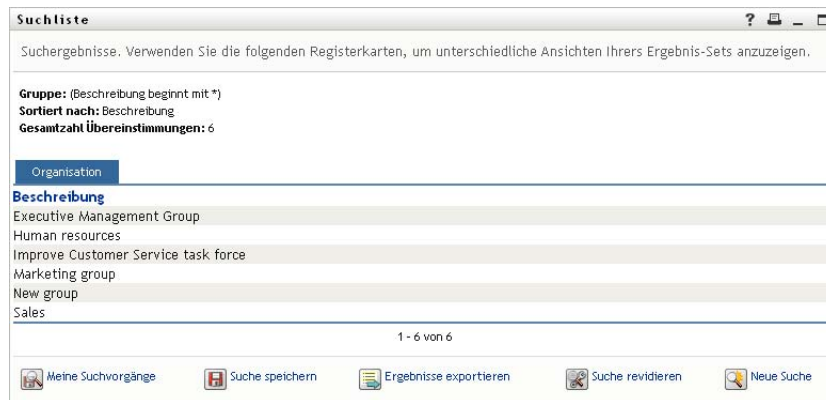 Suchliste
Suchergebnisse. Verwenden Sie die folgenden Registerkarten, um unterschiedliche Ansichten Ihrers Ergebnis-Sets anzuzeigen.
Gruppe: (Beschreibung beginnt mit *)
Sortiert nach: Beschreibung
Gesamtzahl Übereinstimmungen: 6
Organisation
Beschreibung
Executive Management Group
Human resources
Improve Customer Service task force
Marketing group
New group
Sales
1 - 6 von 6
Meine Suchvorgänge Suche speichern Ergebnisse exportieren Suche revidieren Neue Suche